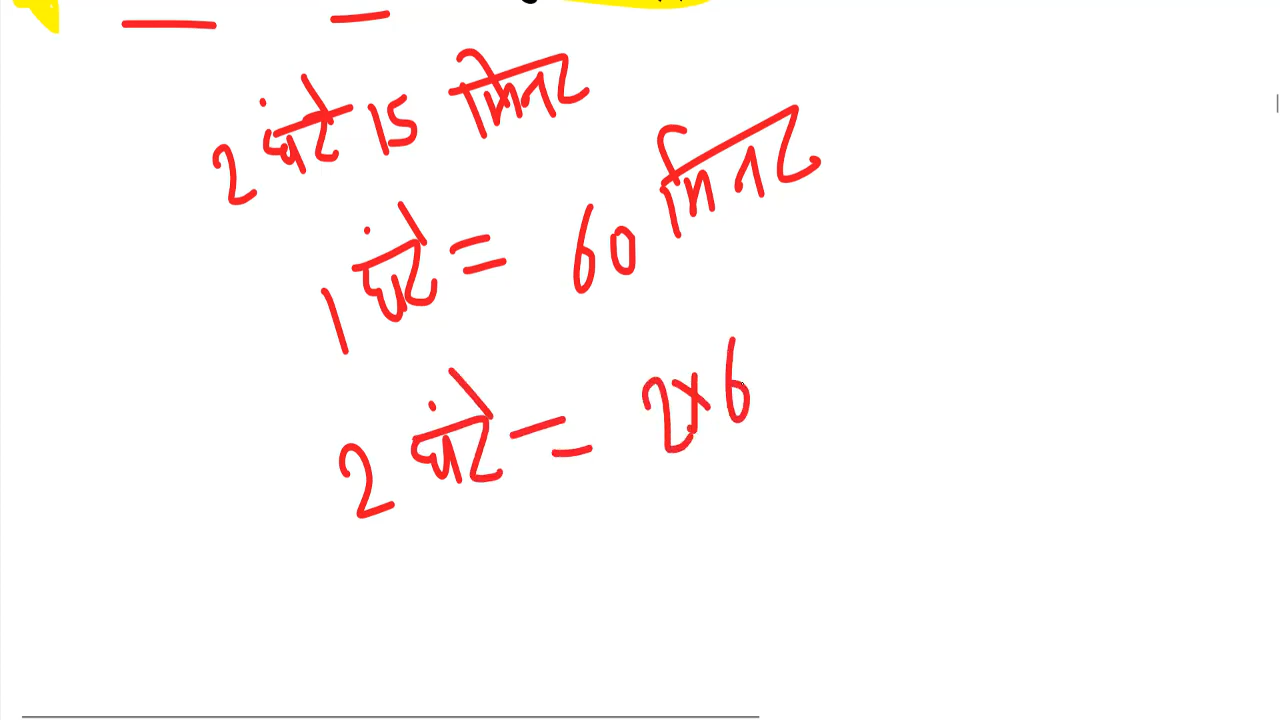 2 घंटे 15 मिनट
1 घंटे = 60 मिनट
2 घंटे = 2×6